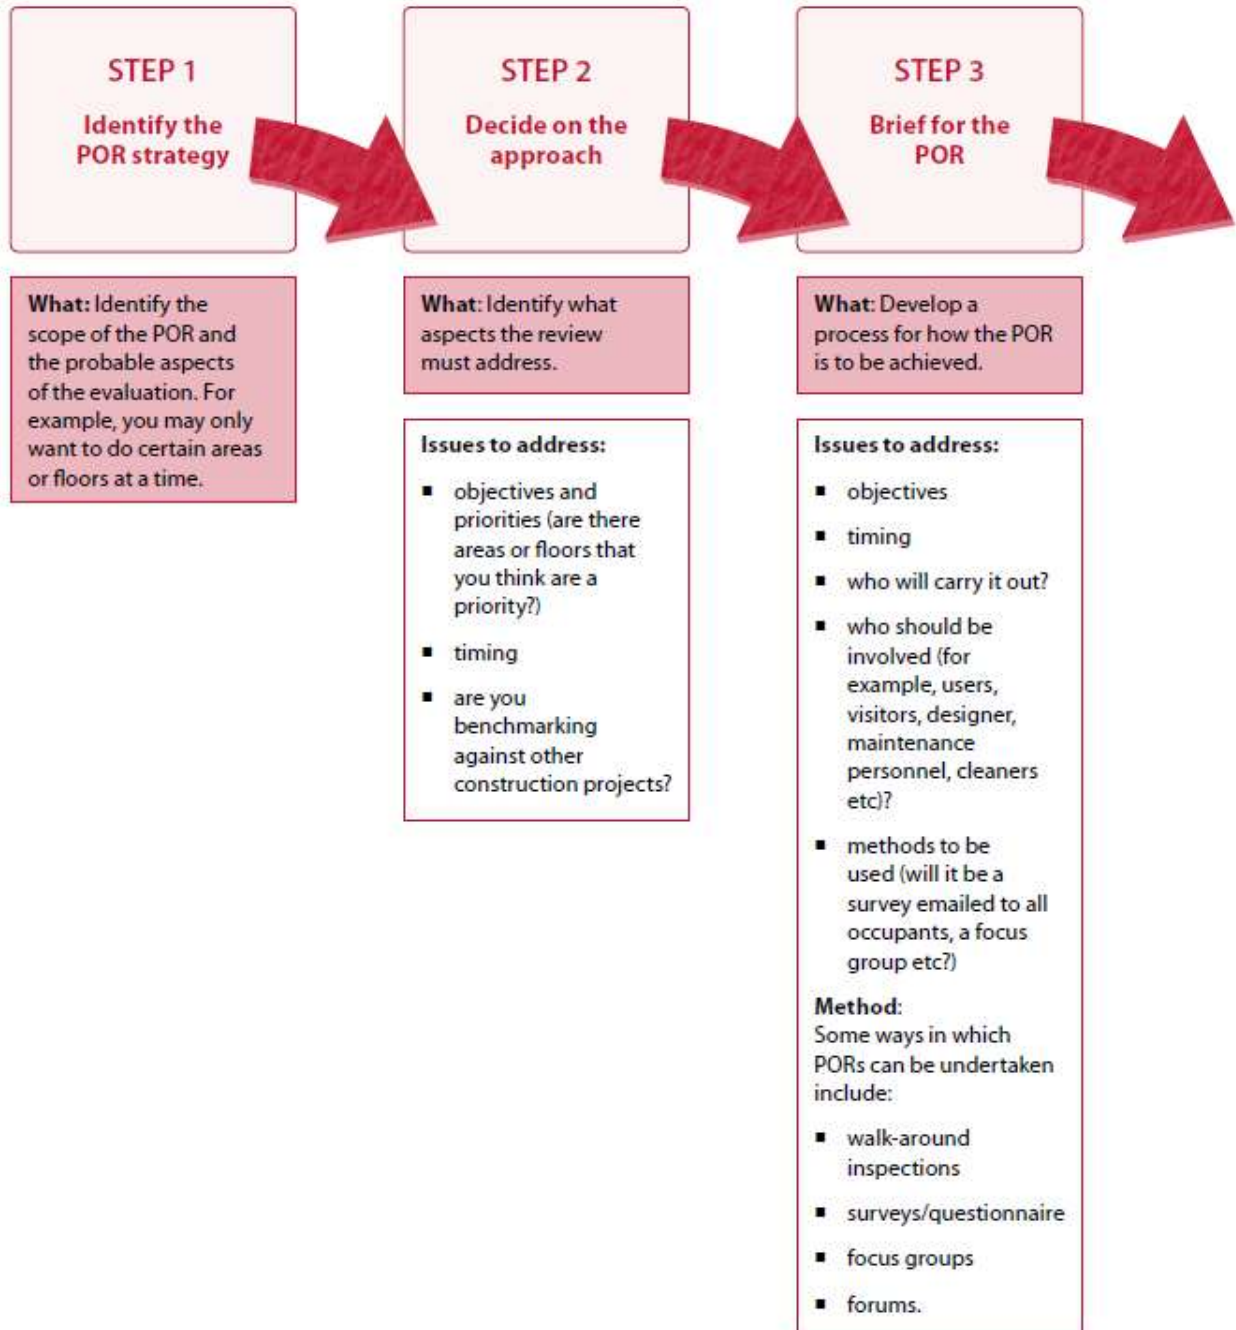 STEP 1
Identify the
POR strategy
What: Identify the
scope of the POR and
the probable aspects
of the evaluation. For
example, you may only
want to do certain areas
or floors at a time.
STEP 2
Decide on the
approach
What: Identify what
aspects the review
must address.
Issues to address:
■ objectives and
priorities (are there
areas or floors that
you think are a
priority?)
■ timing
■ are you
benchmarking
against other
construction projects?
STEP 3
Brief for the
POR
What: Develop a
process for how the POR
is to be achieved.
Issues to address:
■ objectives
■ timing
■ who will carry it out?
■ who should be
involved (for
example, users,
visitors, designer,
maintenance
personnel, cleaners
etc)?
■ methods to be
used (will it be a
survey emailed to all
occupants, a focus
group etc?)
Method:
Some ways in which
PORs can be undertaken
include:
■ walk-around
inspections
■ surveys/questionnaire
■ focus groups
■ forums.